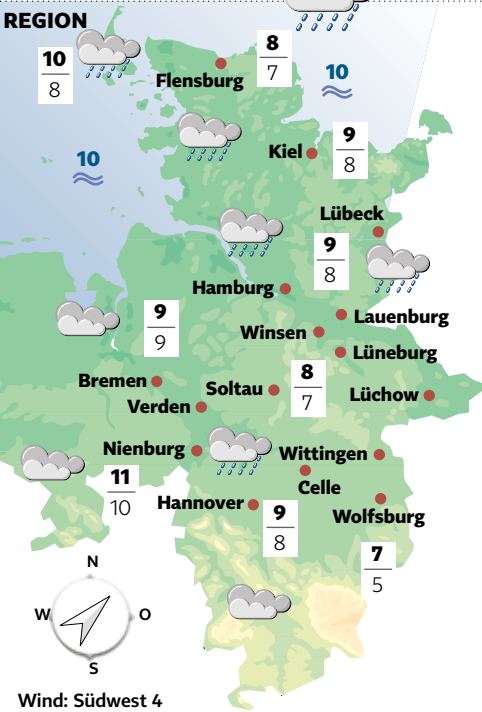 REGION
10
8
8
7
Flensburg
10
10
Kiel
9
8
Lübeck
9
8
Hamburg
Lauenburg
Winsen
9
9
Lüneburg
Bremen
Soltau
8
7
Lüchow
Verden
Nienburg
Wittingen
11
10
Celle
Hannover
Wolfsburg
9
8
7
5
N
W
O
S
Wind: Südwest 4